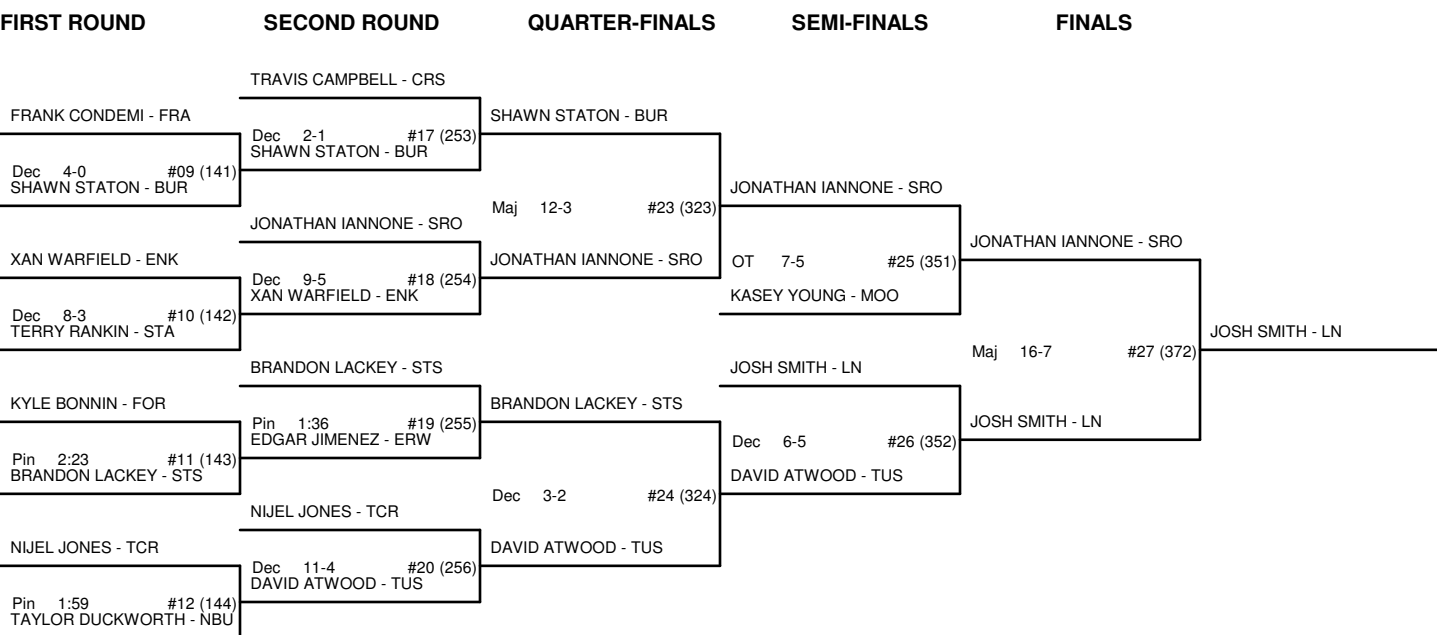 FIRST ROUND SECOND ROUND QUARTER-FINALS SEMI-FINALS FINALS
FRANK CONDEMI - FRA
Dec 4-0 #09 (141)
SHAWN STATON - BUR
XAN WARFIELD - ENK
Dec 8-3 #10 (142)
TERRY RANKIN - STA
KYLE BONNIN - FOR
Pin 2:23 #11 (143)
BRANDON LACKEY - STS
NIJEL JONES - TCR
Pin 1:59 #12 (144)
TAYLOR DUCKWORTH - NBU
TRAVIS CAMPBELL - CRS
Dec 2-1 #17 (253)
SHAWN STATON - BUR
JONATHAN IANNONE - SRO
Dec 9-5 #18 (254)
XAN WARFIELD - ENK
BRANDON LACKEY - STS
Pin 1:36 #19 (255)
EDGAR JIMENEZ - ERW
NIJEL JONES - TCR
Dec 11-4 #20 (256)
DAVID ATWOOD - TUS
SHAWN STATON - BUR
Maj 12-3 #23 (323)
JONATHAN IANNONE - SRO
BRANDON LACKEY - STS
Dec 3-2 #24 (324)
DAVID ATWOOD - TUS
JONATHAN IANNONE - SRO
OT 7-5 #25 (351)
KASEY YOUNG - MOO
JOSH SMITH - LN
Dec 6-5 #26 (352)
DAVID ATWOOD - TUS
JONATHAN IANNONE - SRO
Maj 16-7 #27 (372)
JOSH SMITH - LN
JOSH SMITH - LN